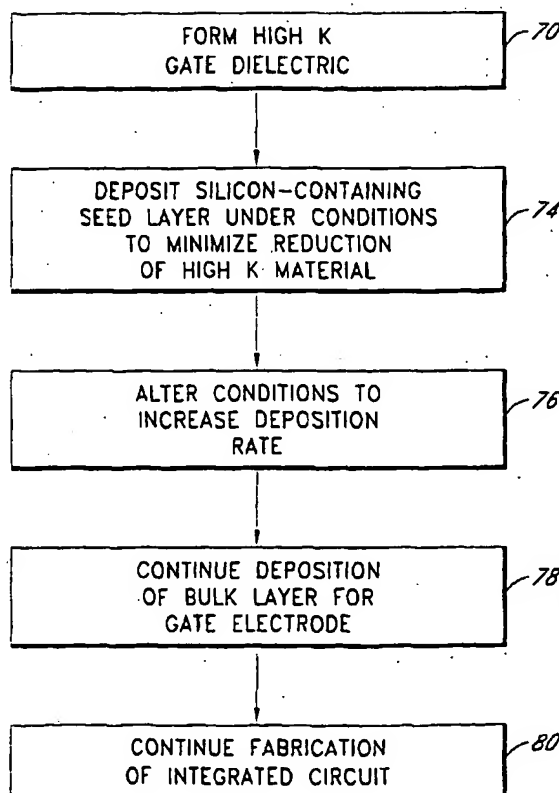 FORM HIGH K
GATE DIELECTRIC
70
DEPOSIT SILICON-CONTAINING
SEED LAYER UNDER CONDITIONS
TO MINIMIZE REDUCTION
OF HIGH K MATERIAL
74
ALTER CONDITIONS TO
INCREASE DEPOSITION
RATE
76
CONTINUE DEPOSITION
OF BULK LAYER FOR
GATE ELECTRODE
78
CONTINUE FABRICATION
OF INTEGRATED CIRCUIT
80